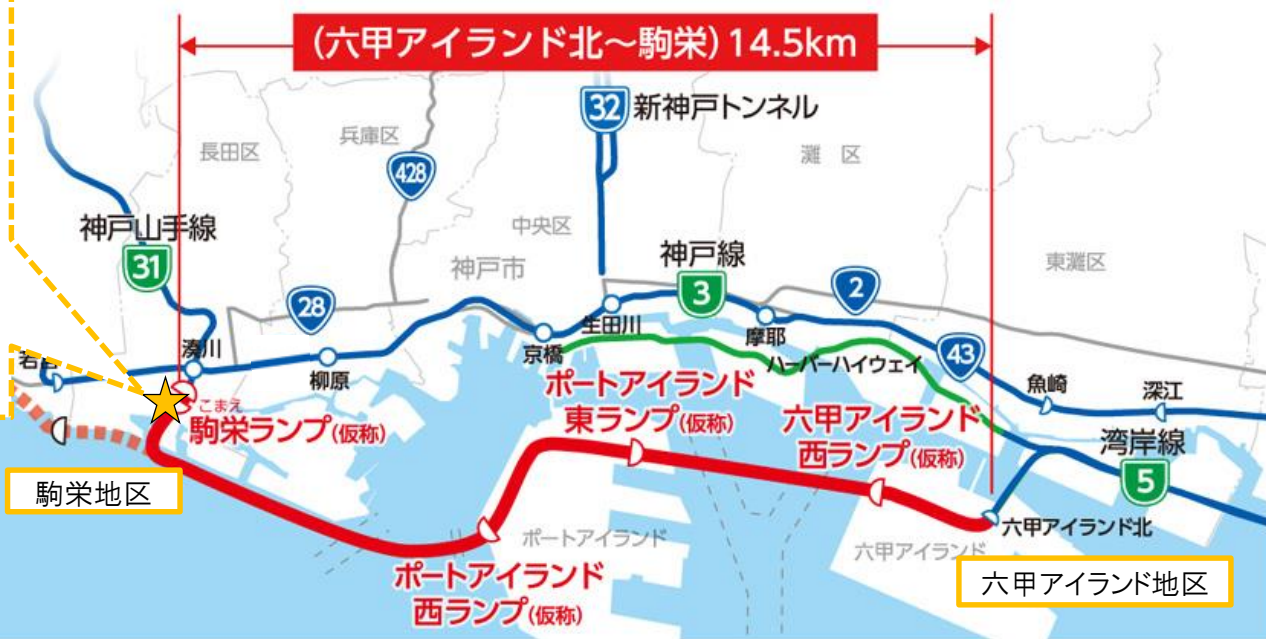 (六甲アイランド北～駒栄)14.5km
32
新神戸トンネル
長田区
兵庫区
428
灘 区
神戸山手線
31
中央区
神戸市
神戸線
3
東灘区
28
2
湊川
柳原
京橋
生田川
摩耶
ハーバーハイウェイ
43
魚崎
深江
こまえ
駒栄ランプ(仮称)
ポートアイランド
東ランプ(仮称)
六甲アイランド
西ランプ(仮称)
湾岸線
5
駒栄地区
ポートアイランド
六甲アイランド
六甲アイランド北
ポートアイランド
西ランプ(仮称)
六甲アイランド地区